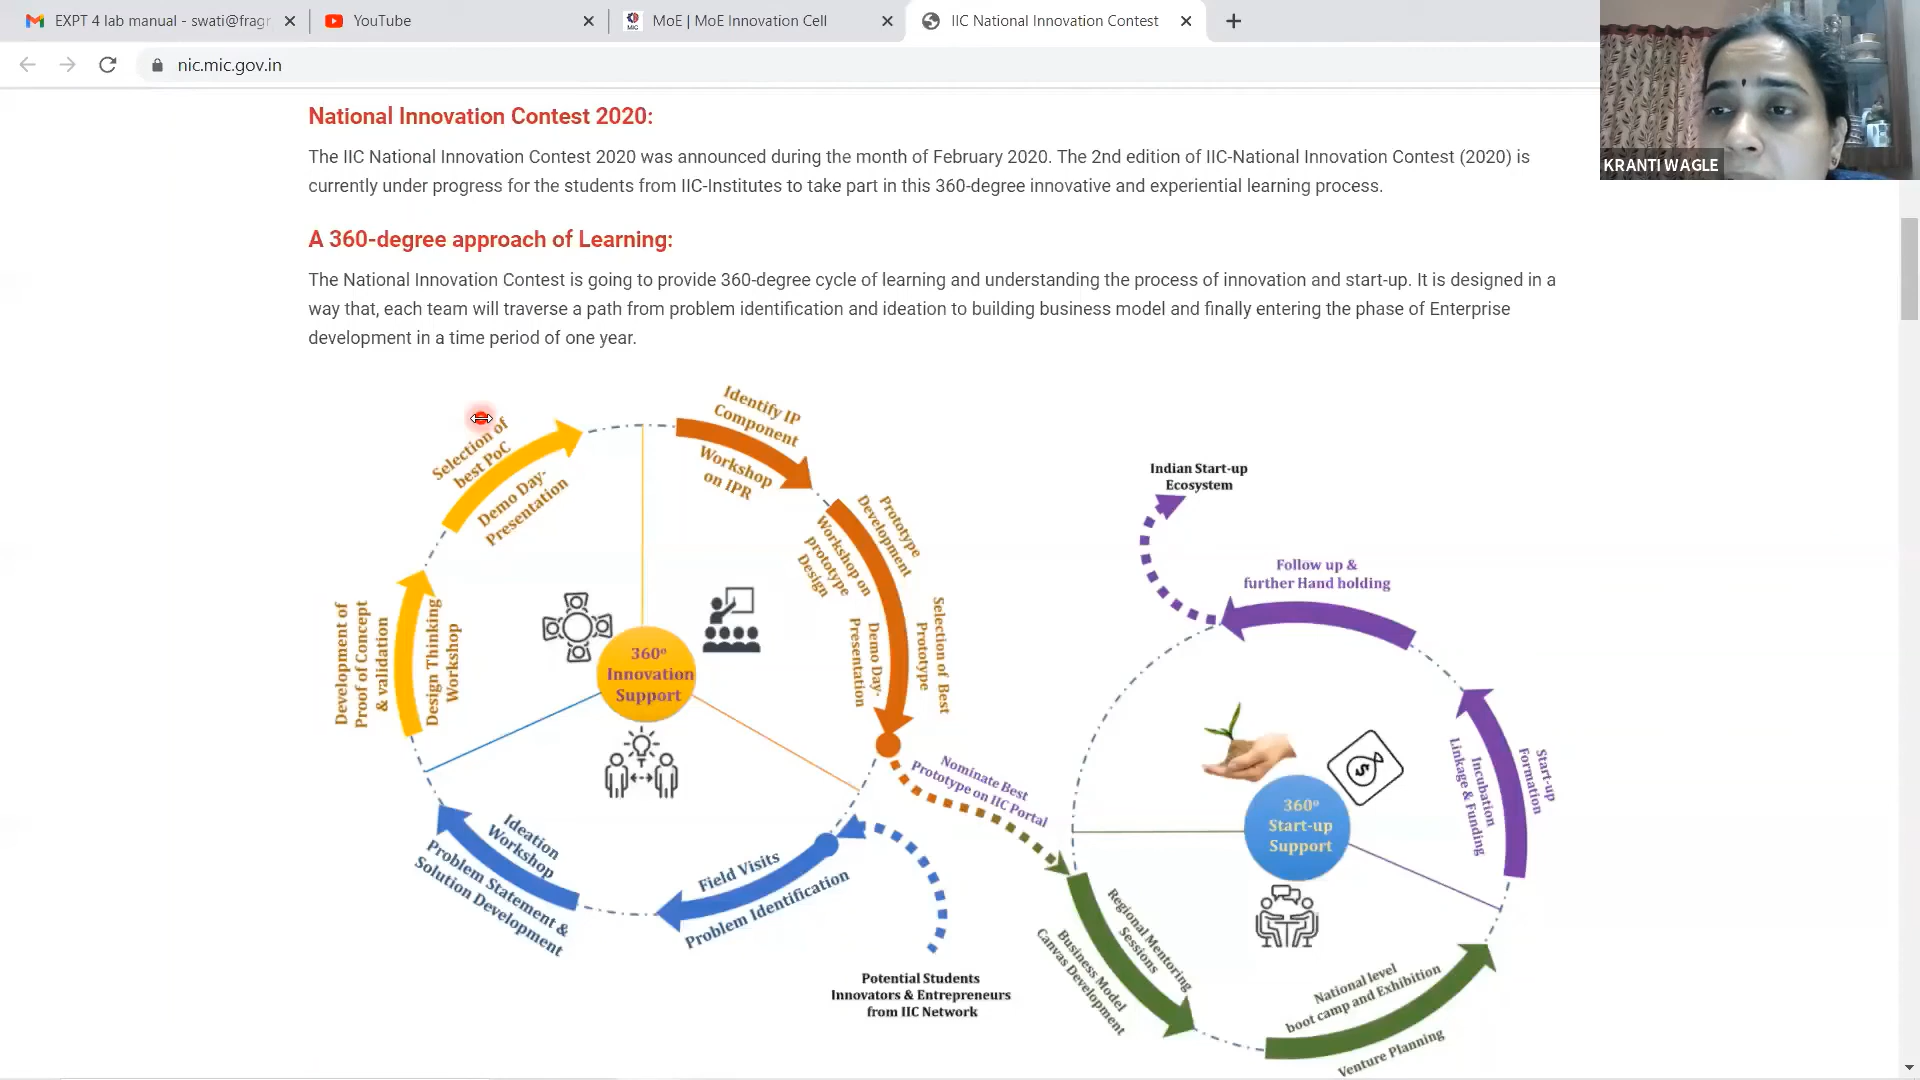 EXPT 4 lab manual - swati@fragr
YouTube
MoE | MoE Innovation Cell
IIC National Innovation Contest
nic.mic.gov.in
KRANTI WAGLE
National Innovation Contest 2020:
The IIC National Innovation Contest 2020 was announced during the month of February 2020. The 2nd edition of IIC-National Innovation Contest (2020) is
currently under progress for the students from IIC-Institutes to take part in this 360-degree innovative and experiential learning process.
A 360-degree approach of Learning:
The National Innovation Contest is going to provide 360-degree cycle of learning and understanding the process of innovation and start-up. It is designed in a
way that, each team will traverse a path from problem identification and ideation to building business model and finally entering the phase of Enterprise
development in a time period of one year.
Selection of
best PoC
Demo Day-
Presentation
Identify IP
Component
Workshop
on IPR
Prototype
Development
Workshop on
prototype
Design
Selection of Best
Prototype
Demo Day-
Presentation
Development of
Proof of Concept
& validation
Design Thinking
Workshop
360º
Innovation
Support
Ideation
Workshop
Problem Statement &
Solution Development
Field Visits
Problem Identification
Potential Students
Innovators & Entrepreneurs
from IIC Network
Nominate Best
Prototype on IIC Portal
Indian Start-up
Ecosystem
Follow up &
further Hand holding
Start-up
Formation
Incubation
Linkage & Funding
360º
Start-up
Support
Regional Mentoring
Sessions
Business Model
Canvas Development
National level
boot camp and Exhibition
Venture Planning